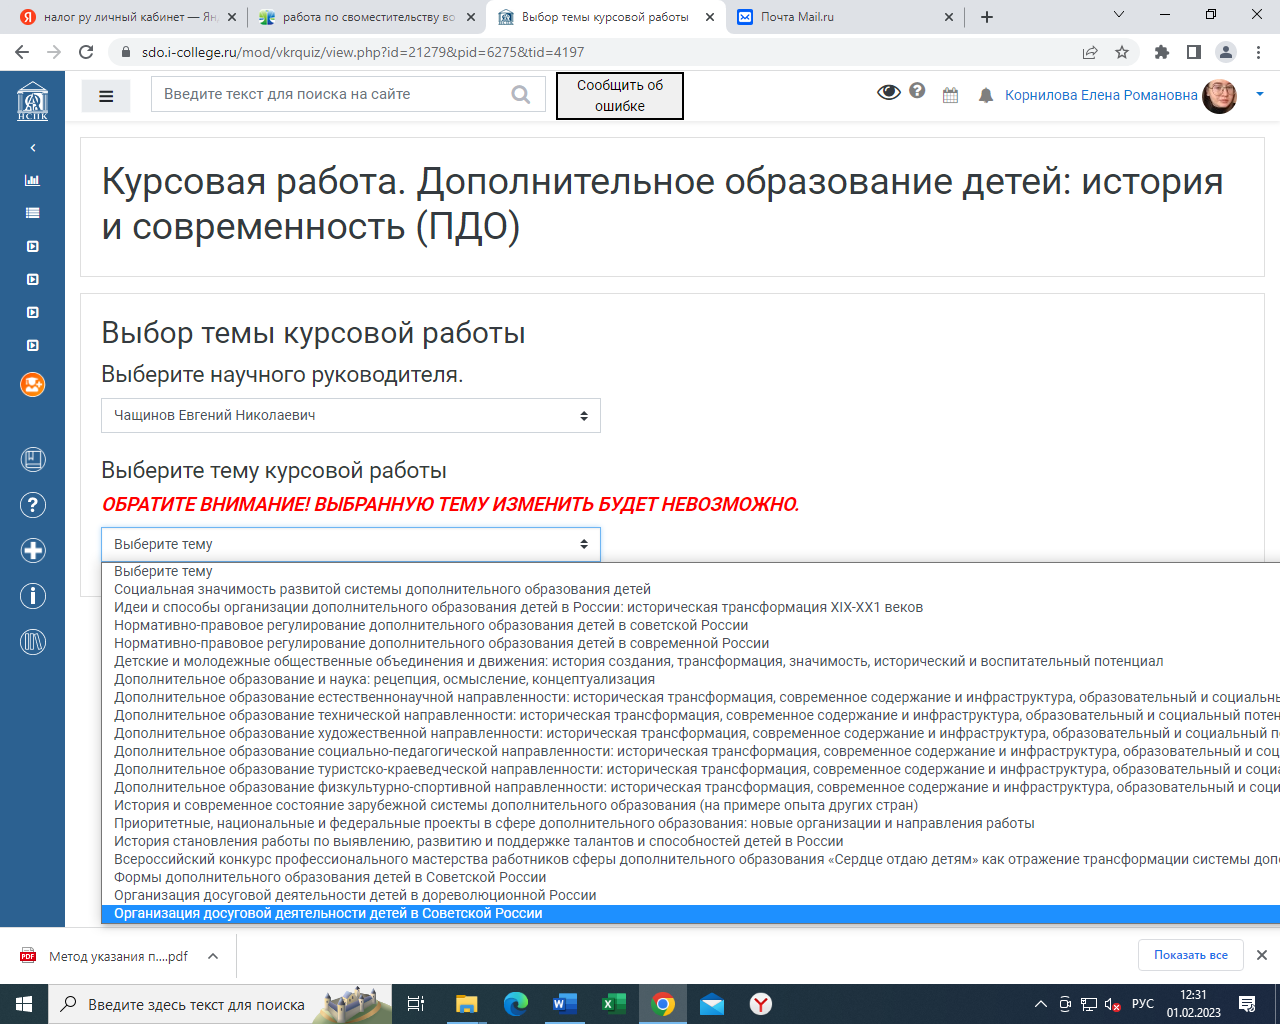 налог ру личный кабинет — Ян
работа по своместительству во
Выбор темы курсовой работы
Почта Mail.ru
sdo.i-college.ru/mod/vkrquiz/view.php?id=21279&pid=6275&tid=4197
НСПК
Введите текст для поиска на сайте
Сообщить об
ошибке
Корнилова Елена Романовна
Курсовая работа. Дополнительное образование детей: история
и современность (ПДО)
Выбор темы курсовой работы
Выберите научного руководителя.
Чащинов Евгений Николаевич
Выберите тему курсовой работы
ОБРАТИТЕ ВНИМАНИЕ! ВЫБРАННУЮ ТЕМУ ИЗМЕНИТЬ БУДЕТ НЕВОЗМОЖНО.
Выберите тему
Выберите тему
Социальная значимость развитой системы дополнительного образования детей
Идеи и способы организации дополнительного образования детей в России: историческая трансформация XIX-XX1 веков
Нормативно-правовое регулирование дополнительного образования детей в советской России
Нормативно-правовое регулирование дополнительного образования детей в современной России
Детские и молодежные общественные объединения и движения: история создания, трансформация, значимость, исторический и воспитательный потенциал
Дополнительное образование и наука: рецепция, осмысление, концептуализация
Дополнительное образование естественнонаучной направленности: историческая трансформация, современное содержание и инфраструктура, образовательный и социальны
Дополнительное образование технической направленности: историческая трансформация, современное содержание и инфраструктура, образовательный и социальный потен
Дополнительное образование художественной направленности: историческая трансформация, современное содержание и инфраструктура, образовательный и социальный по
Дополнительное образование социально-педагогической направленности: историческая трансформация, современное содержание и инфраструктура, образовательный и соц
Дополнительное образование туристско-краеведческой направленности: историческая трансформация, современное содержание и инфраструктура, образовательный и социа
Дополнительное образование физкультурно-спортивной направленности: историческая трансформация, современное содержание и инфраструктура, образовательный и соци
История и современное состояние зарубежной системы дополнительного образования (на примере опыта других стран)
Приоритетные, национальные и федеральные проекты в сфере дополнительного образования: новые организации и направления работы
История становления работы по выявлению, развитию и поддержке талантов и способностей детей в России
Всероссийский конкурс профессионального мастерства работников сферы дополнительного образования «Сердце отдаю детям» как отражение трансформации системы доп
Формы дополнительного образования детей в Советской России
Организация досуговой деятельности детей в дореволюционной России
Организация досуговой деятельности детей в Советской России
Метод указания п....pdf
Показать все
Введите здесь текст для поиска
РУС
12:31
01.02.2023